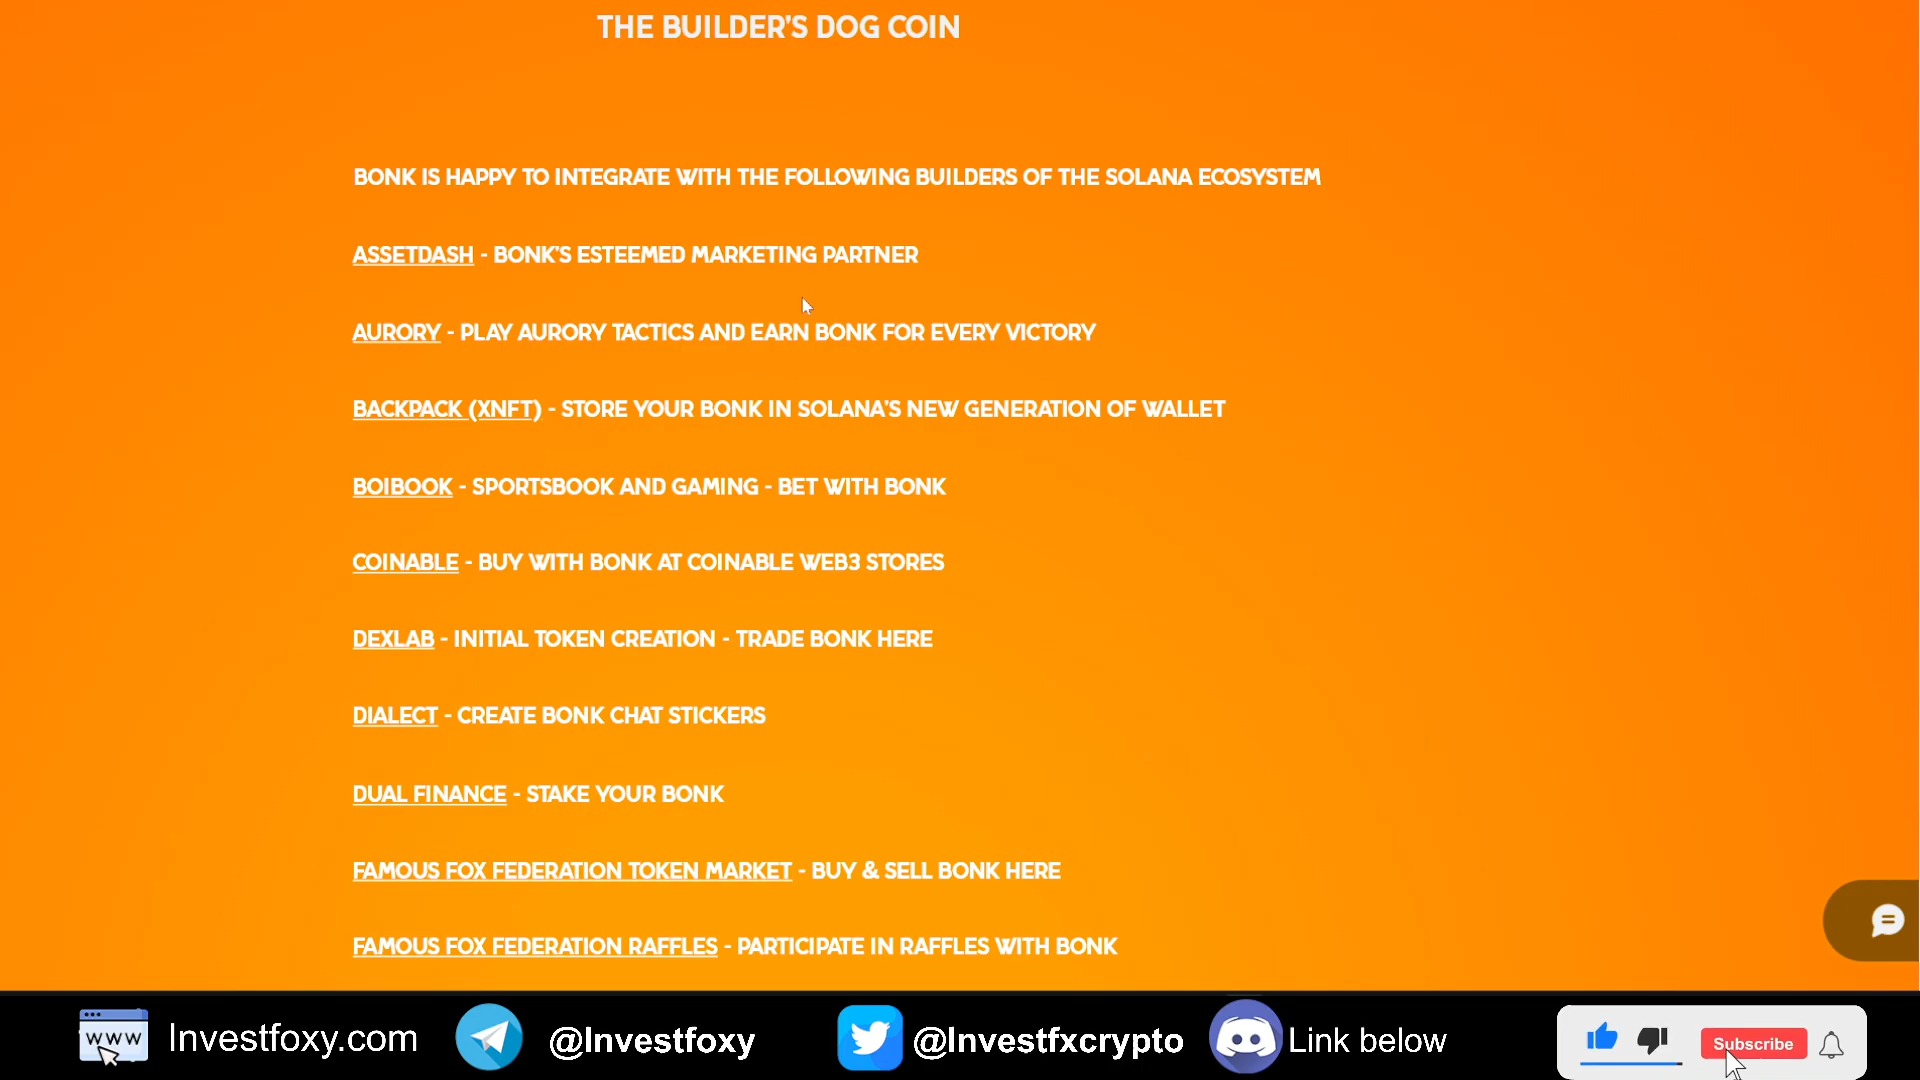 THE BUILDER'S DOG COIN
BONK IS HAPPY TO INTEGRATE WITH THE FOLLOWING BUILDERS OF THE SOLANA ECOSYSTEM
ASSETDASH - BONK'S ESTEEMED MARKETING PARTNER
AURORY - PLAY AURORY TACTICS AND EARN BONK FOR EVERY VICTORY
BACKPACK (XNFT) - STORE YOUR BONK IN SOLANA'S NEW GENERATION OF WALLET
BOIBOOK - SPORTSBOOK AND GAMING - BET WITH BONK
COINABLE - BUY WITH BONK AT COINABLE WEB3 STORES
DEXLAB - INITIAL TOKEN CREATION - TRADE BONK HERE
DIALECT - CREATE BONK CHAT STICKERS
DUAL FINANCE - STAKE YOUR BONK
FAMOUS FOX FEDERATION TOKEN MARKET - BUY & SELL BONK HERE
FAMOUS FOX FEDERATION RAFFLES - PARTICIPATE IN RAFFLES WITH BONK
WWW Investfoxy.com @Investfoxy @Investfxcrypto Link below Subscribe